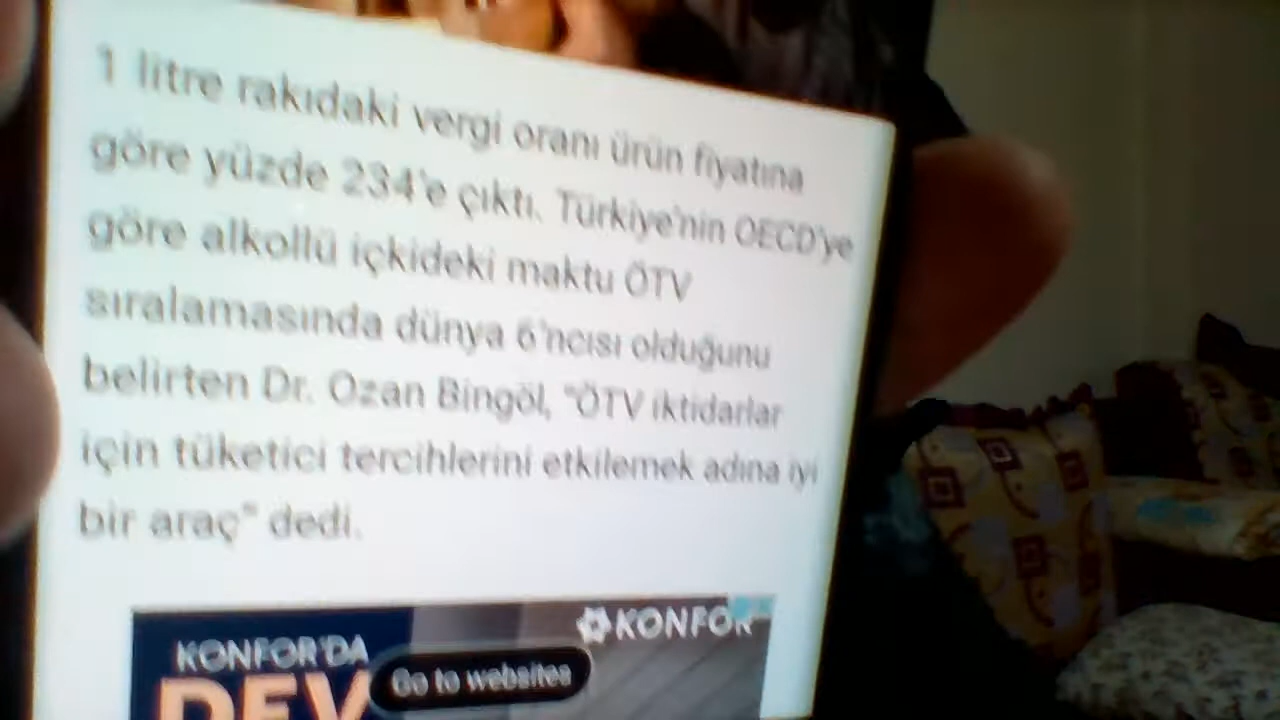 1 litre rakıdaki vergi oranı ürün fiyatına
göre yüzde 234'e çıktı. Türkiye'nin OECD'ye
göre alkollü içkideki maktu ÖTV
sıralamasında dünya 6'ncısı olduğunu
belirten Dr. Ozan Bingöl, "ÖTV iktidarlar
için tüketici tercihlerini etkilemek adına iyi
bir araç" dedi.
KONFOR
KONFOR'DA
Go to websites
DEV